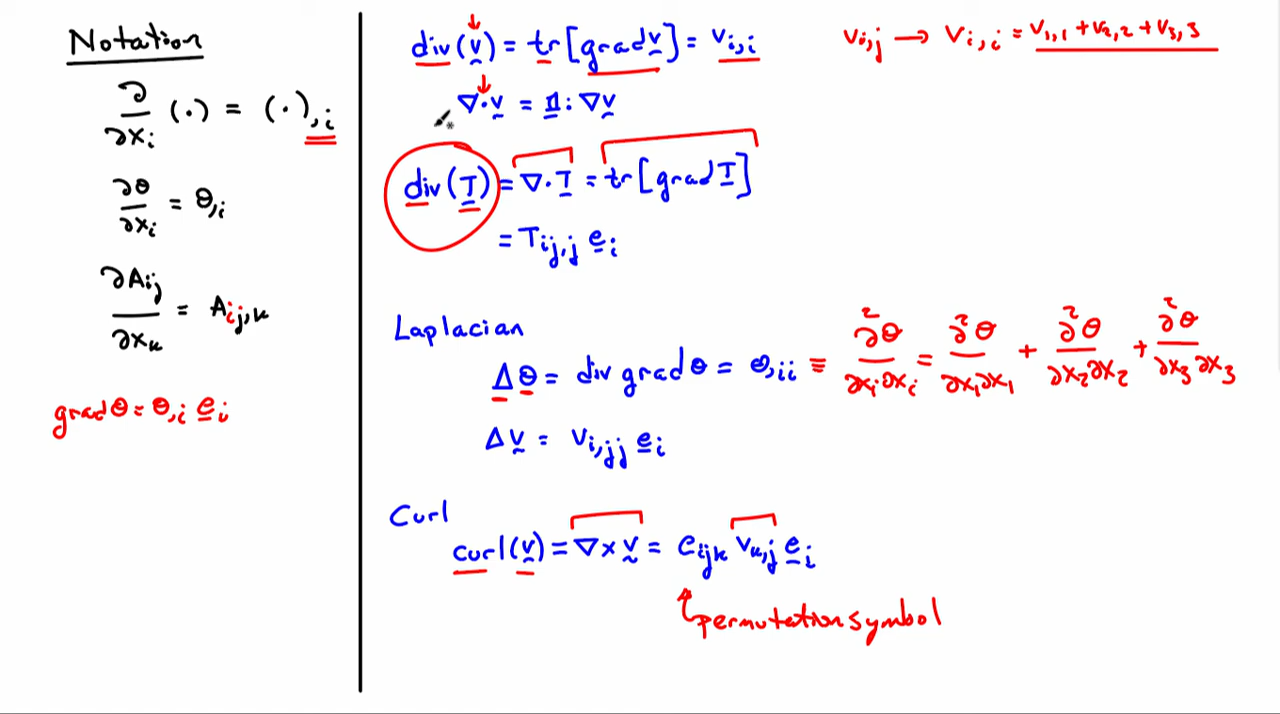 Notation
∂/∂xᵢ (·) = (·),ᵢ
∂θ/∂xᵢ = θ,ᵢ
∂Aᵢⱼ/∂xₖ = Aᵢⱼ,ₖ
grad θ = θ,ᵢ e̲ᵢ
div(v) = tr[grad v] = vᵢ,ᵢ
vᵢ,ⱼ → vᵢ,ᵢ = v₁,₁ + v₂,₂ + v₃,₃
∇·v = 1 : ∇v
div(T) = ∇·T = tr[grad T]
= Tᵢⱼ,ⱼ eᵢ
Laplacian
Δθ = div grad θ = θ,ᵢᵢ ≡ ∂²θ/∂xᵢ∂xᵢ = ∂²θ/∂x₁∂x₁ + ∂²θ/∂x₂∂x₂ + ∂²θ/∂x₃∂x₃
Δv = vᵢ,ⱼⱼ eᵢ
Curl
curl(v) = ∇×v = eᵢⱼₖ vₖ,ⱼ eᵢ
permutation symbol